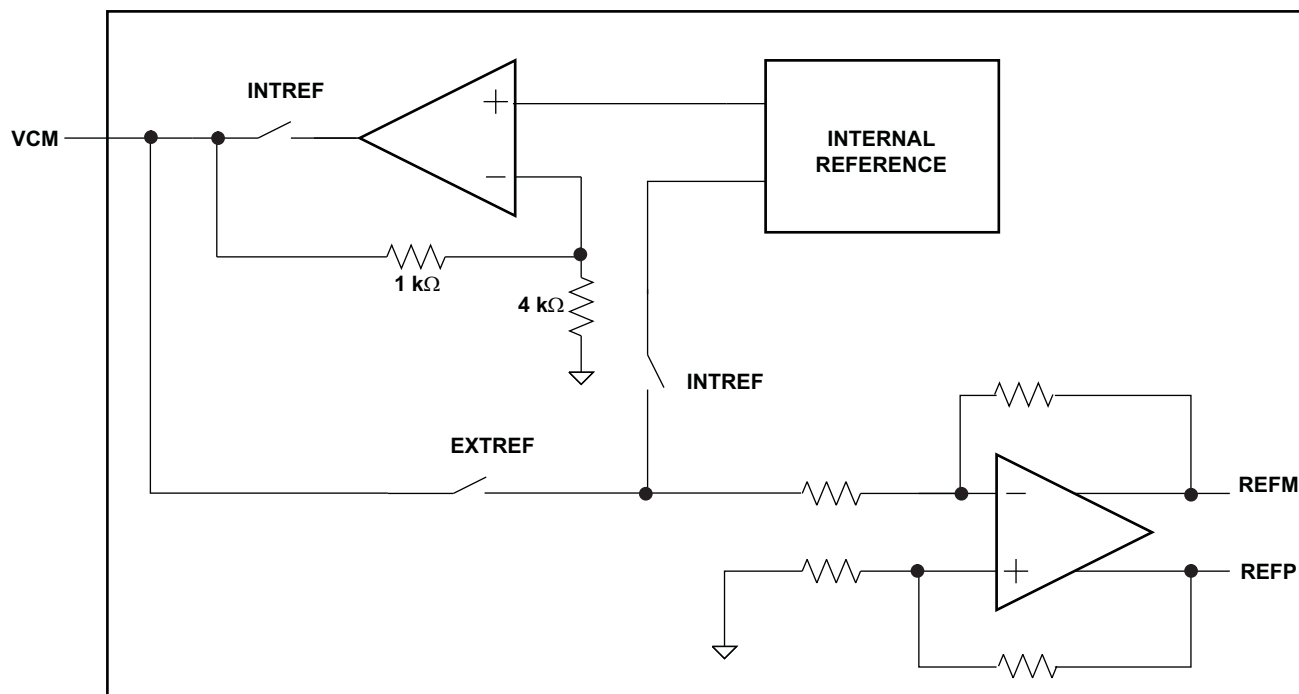 INTREF
VCM
+
−
INTERNAL
REFERENCE
1 kΩ
4 kΩ
INTREF
EXTREF
−
REFM
+
REFP